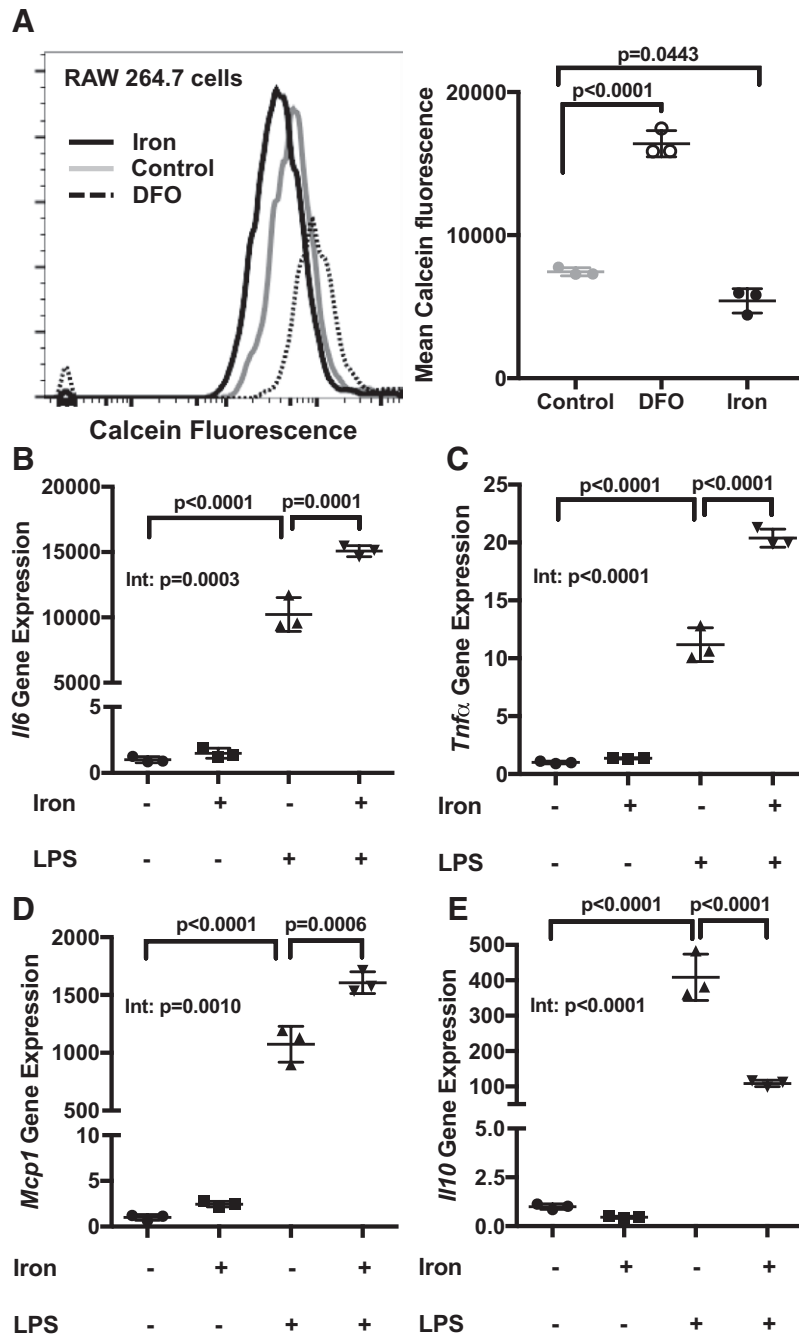 A
RAW 264.7 cells
Iron
Control
DFO
Calcein Fluorescence
p=0.0443
p<0.0001
Mean Calcein fluorescence
20000
10000
0
Control DFO Iron
B
Il6 Gene Expression
20000
15000
10000
5000
5
0
p<0.0001 p=0.0001
Int: p=0.0003
Iron - + - +
LPS - - + +
C
Tnfα Gene Expression
25
20
15
10
5
0
p<0.0001 p<0.0001
Int: p<0.0001
Iron - + - +
LPS - - + +
D
Mcp1 Gene Expression
2000
1500
1000
500
10
5
0
p<0.0001 p=0.0006
Int: p=0.0010
Iron - + - +
LPS - - + +
E
Il10 Gene Expression
500
400
300
200
100
5.0
2.5
0.0
p<0.0001 p<0.0001
Int: p<0.0001
Iron - + - +
LPS - - + +